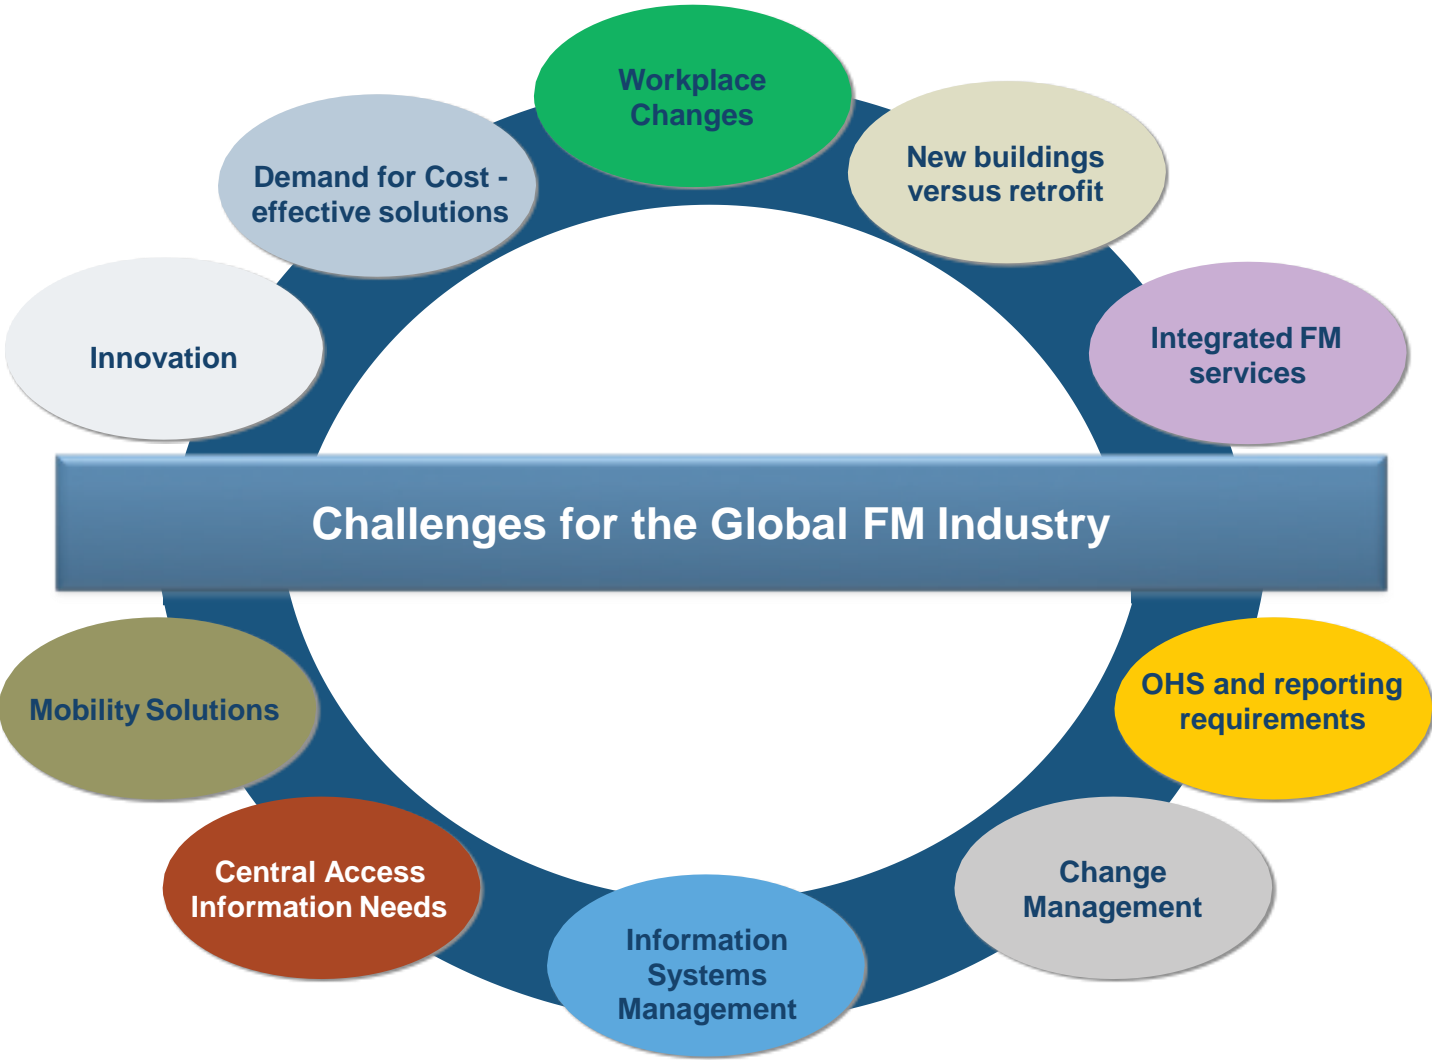 Workplace
Changes
New buildings
versus retrofit
Demand for Cost -
effective solutions
Integrated FM
services
Innovation
Challenges for the Global FM Industry
OHS and reporting
requirements
Mobility Solutions
Change
Management
Central Access
Information Needs
Information
Systems
Management